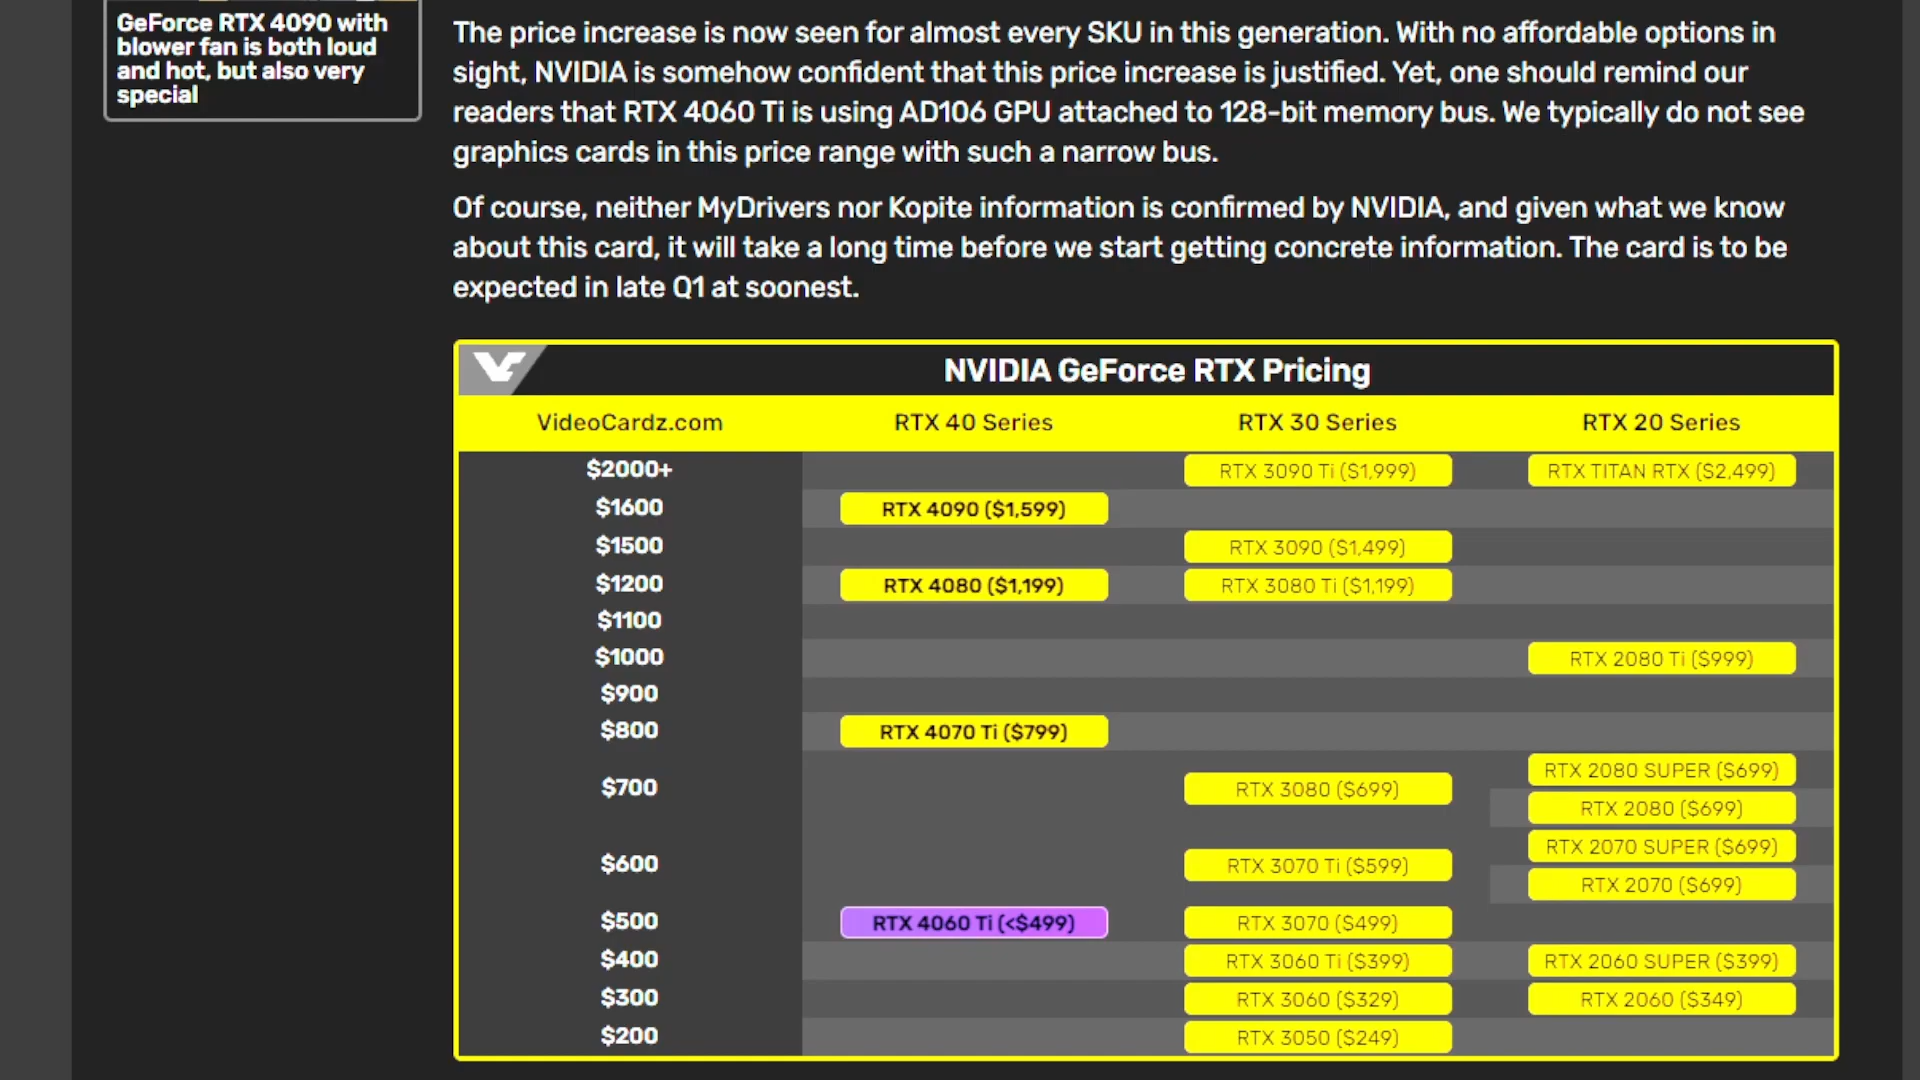 GeForce RTX 4090 with
blower fan is both loud
and hot, but also very
special
The price increase is now seen for almost every SKU in this generation. With no affordable options in
sight, NVIDIA is somehow confident that this price increase is justified. Yet, one should remind our
readers that RTX 4060 Ti is using AD106 GPU attached to 128-bit memory bus. We typically do not see
graphics cards in this price range with such a narrow bus.
Of course, neither MyDrivers nor Kopite information is confirmed by NVIDIA, and given what we know
about this card, it will take a long time before we start getting concrete information. The card is to be
expected in late Q1 at soonest.
NVIDIA GeForce RTX Pricing
VideoCardz.com RTX 40 Series RTX 30 Series RTX 20 Series
$2000+ RTX 3090 Ti ($1,999) RTX TITAN RTX ($2,499)
$1600 RTX 4090 ($1,599)
$1500 RTX 3090 ($1,499)
$1200 RTX 4080 ($1,199) RTX 3080 Ti ($1,199)
$1100
$1000 RTX 2080 Ti ($999)
$900
$800 RTX 4070 Ti ($799)
$700 RTX 3080 ($699) RTX 2080 SUPER ($699)
RTX 2080 ($699)
$600 RTX 3070 Ti ($599) RTX 2070 SUPER ($699)
RTX 2070 ($699)
$500 RTX 4060 Ti (<$499) RTX 3070 ($499)
$400 RTX 3060 Ti ($399) RTX 2060 SUPER ($399)
$300 RTX 3060 ($329) RTX 2060 ($349)
$200 RTX 3050 ($249)